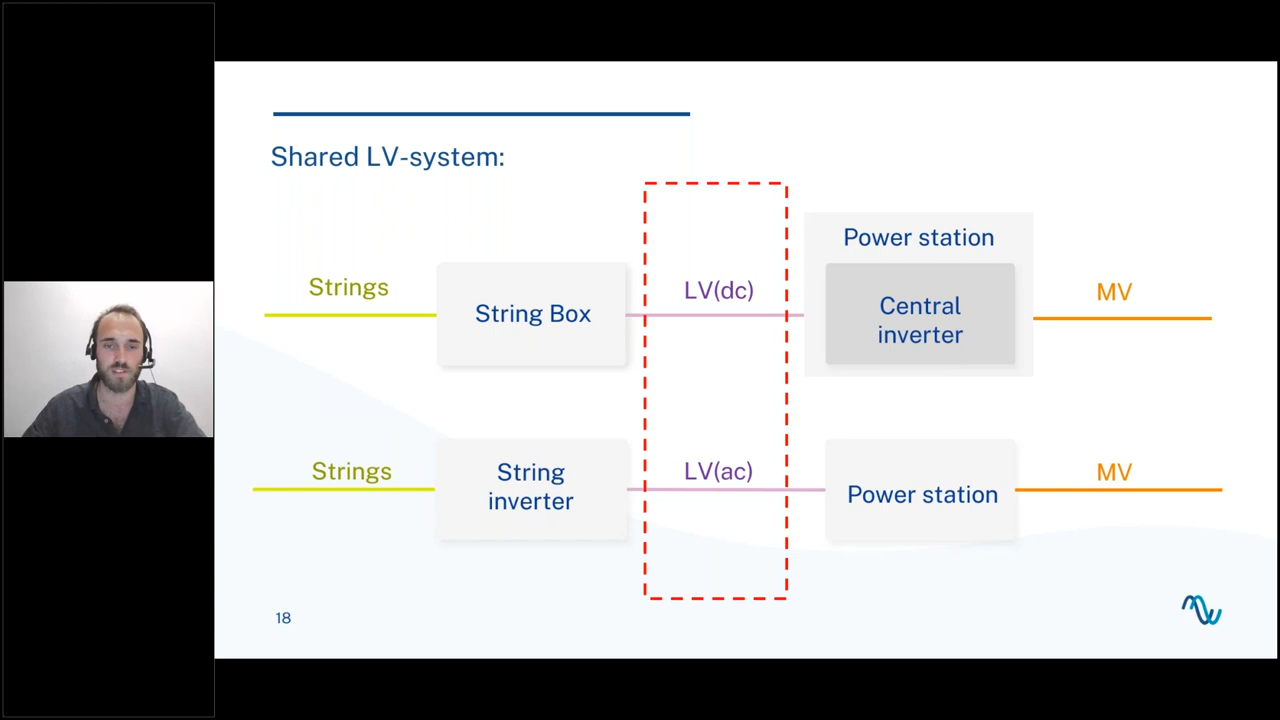 Shared LV-system:
Strings
String Box
LV(dc)
Power station
Central
inverter
MV
Strings
String
inverter
LV(ac)
Power station
MV
18